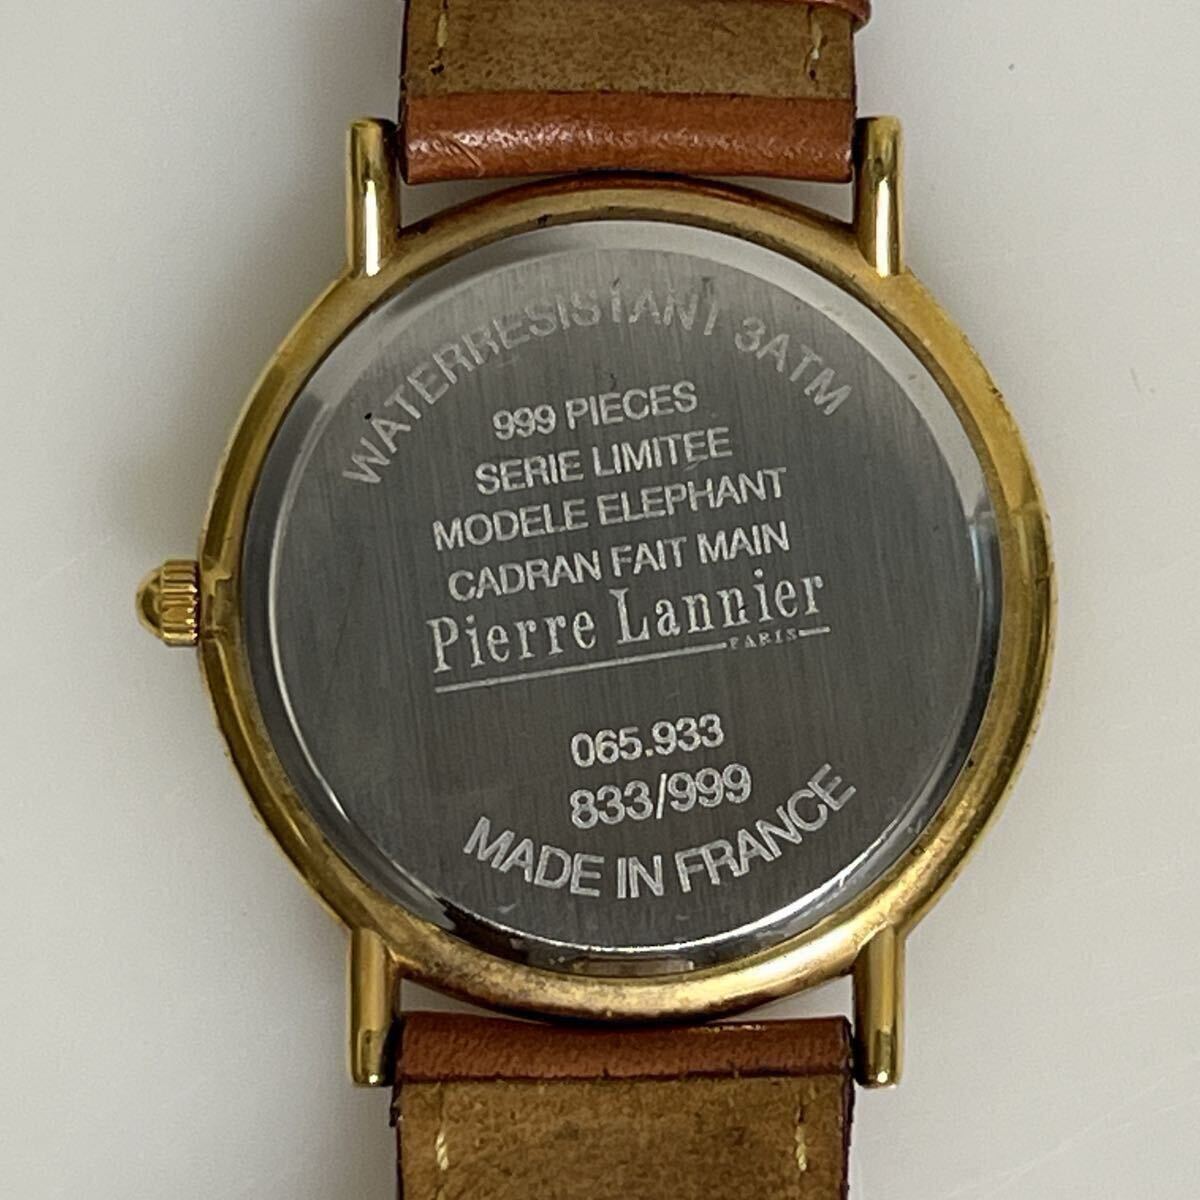 WATERRESISTANT 3ATM
999 PIECES
SERIE LIMITEE
MODELE ELEPHANT
CADRAN FAIT MAIN
Pierre Lannier
PARIS
065.933
833/999
MADE IN FRANCE